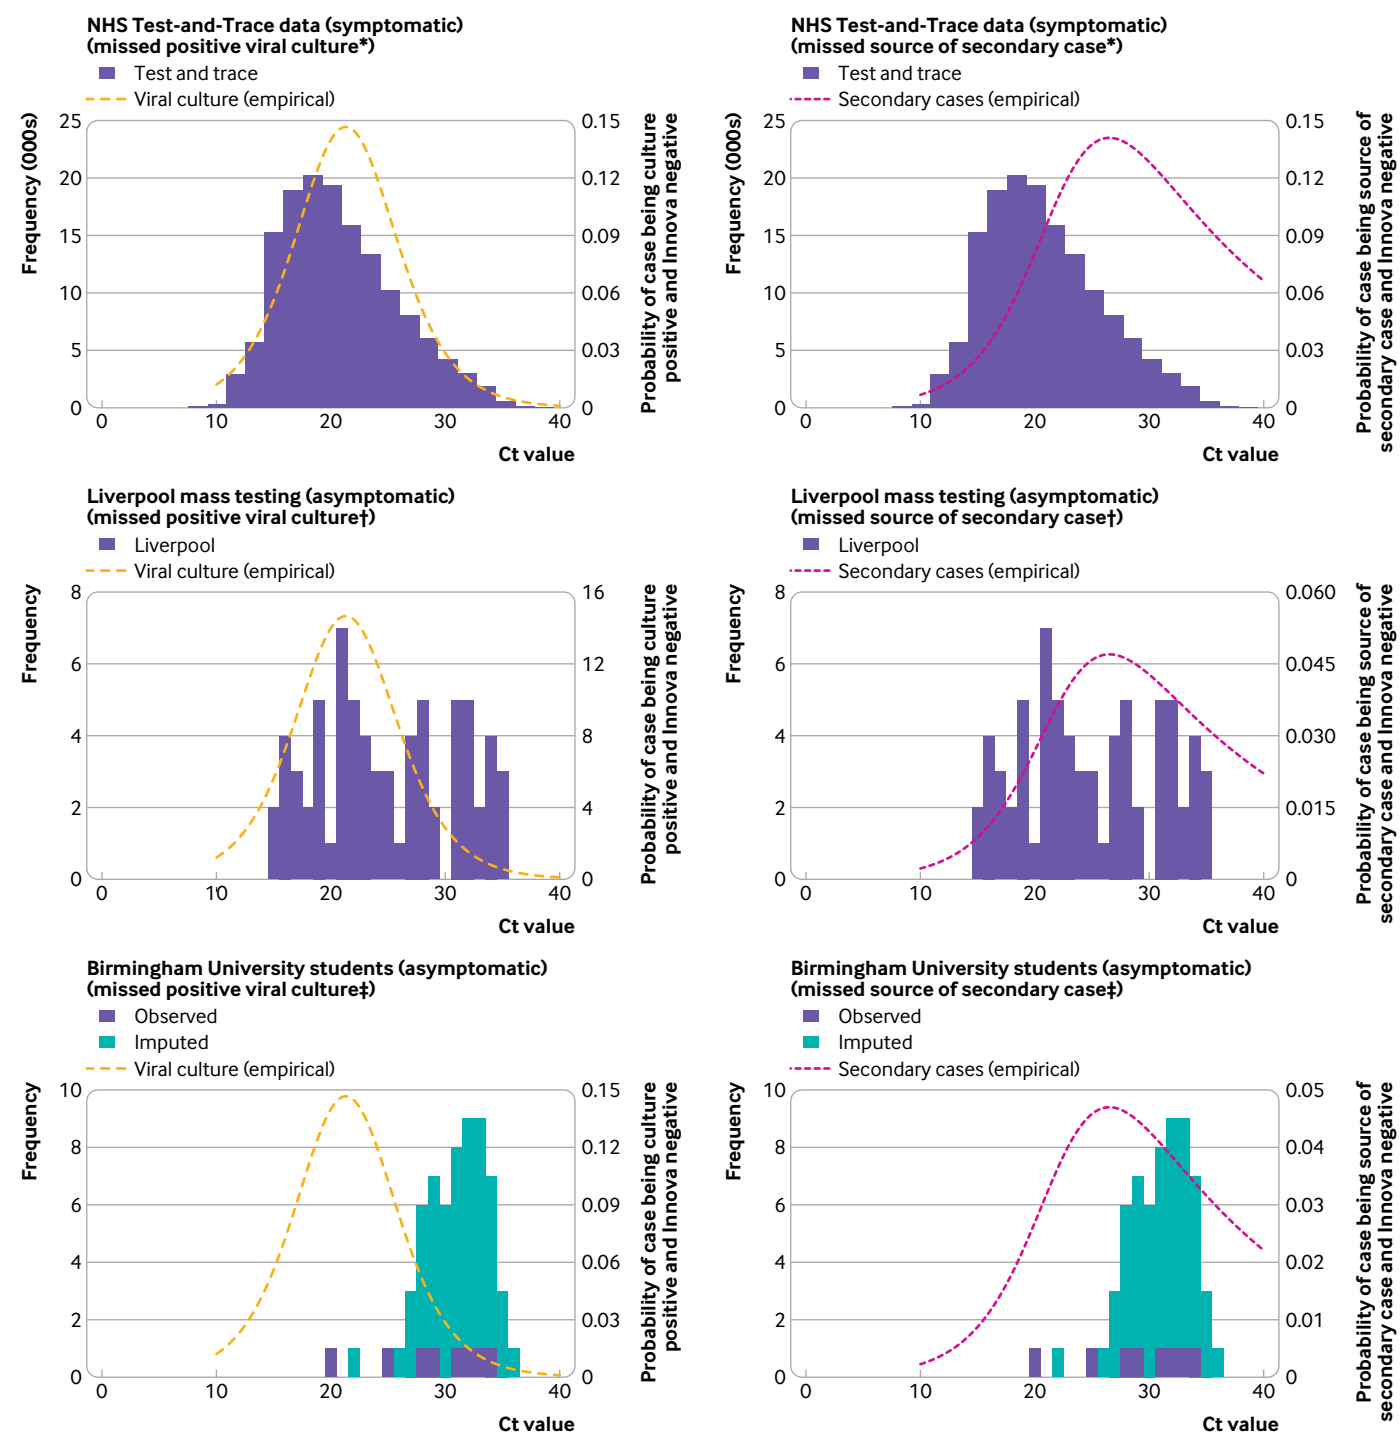 NHS Test-and-Trace data (symptomatic)
(missed positive viral culture*)
Test and trace
Viral culture (empirical)
Frequency (000s)
25
20
15
10
5
0
0.15
0.12
0.09
0.06
0.03
0
Probability of case being culture
positive and Innova negative
0
10
20
30
40
Ct value
NHS Test-and-Trace data (symptomatic)
(missed source of secondary case*)
Test and trace
Secondary cases (empirical)
Frequency (000s)
25
20
15
10
5
0
0.15
0.12
0.09
0.06
0.03
0
Probability of case being source of
secondary case and Innova negative
0
10
20
30
40
Ct value
Liverpool mass testing (asymptomatic)
(missed positive viral culture†)
Liverpool
Viral culture (empirical)
Frequency
8
6
4
2
0
16
12
8
4
0
Probability of case being culture
positive and Innova negative
0
10
20
30
40
Ct value
Liverpool mass testing (asymptomatic)
(missed source of secondary case†)
Liverpool
Secondary cases (empirical)
Frequency
8
6
4
2
0
0.060
0.045
0.030
0.015
0
Probability of case being source of
secondary case and Innova negative
0
10
20
30
40
Ct value
Birmingham University students (asymptomatic)
(missed positive viral culture‡)
Observed
Imputed
Viral culture (empirical)
Frequency
10
8
6
4
2
0
0.15
0.12
0.09
0.06
0.03
0
Probability of case being culture
positive and Innova negative
0
10
20
30
40
Ct value
Birmingham University students (asymptomatic)
(missed source of secondary case‡)
Observed
Imputed
Secondary cases (empirical)
Frequency
10
8
6
4
2
0
0.05
0.04
0.03
0.02
0.01
0
Probability of case being source of
secondary case and Innova negative
0
10
20
30
40
Ct value